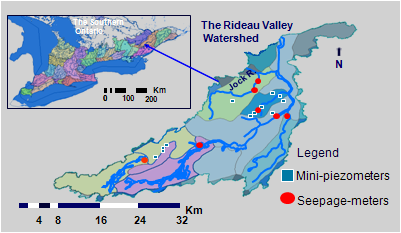 The Southern
Ontario
Km
0 100 200
The Rideau Valley
Watershed
Jock R.
N
Legend
Mini-piezometers
Seepage-meters
Km
4 8 16 24 32